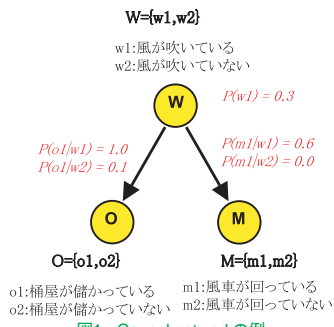 W={w1,w2}
w1:風が吹いている
w2:風が吹いていない
W
P(w1) = 0.3
P(o1|w1) = 1.0
P(o1|w2) = 0.1
P(m1|w1) = 0.6
P(m1|w2) = 0.0
O
M
O={o1,o2}
M={m1,m2}
o1:桶屋が儲かっている
o2:桶屋が儲かっていない
m1:風車が回っている
m2:風車が回っていない